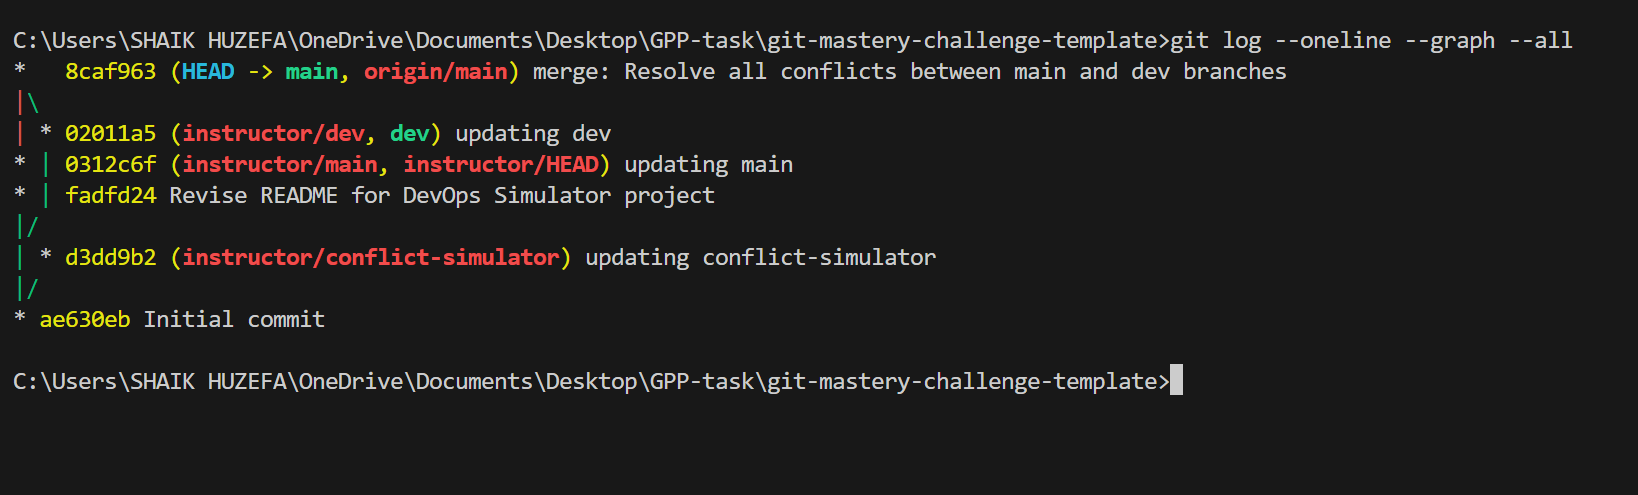 C:\Users\SHAIK HUZEFA\OneDrive\Documents\Desktop\GPP-task\git-mastery-challenge-template>git log --oneline --graph --all
*   8caf963 (HEAD -> main, origin/main) merge: Resolve all conflicts between main and dev branches
|\
| * 02011a5 (instructor/dev, dev) updating dev
* | 0312c6f (instructor/main, instructor/HEAD) updating main
* | fadfd24 Revise README for DevOps Simulator project
|/
| * d3dd9b2 (instructor/conflict-simulator) updating conflict-simulator
|/
* ae630eb Initial commit
C:\Users\SHAIK HUZEFA\OneDrive\Documents\Desktop\GPP-task\git-mastery-challenge-template>